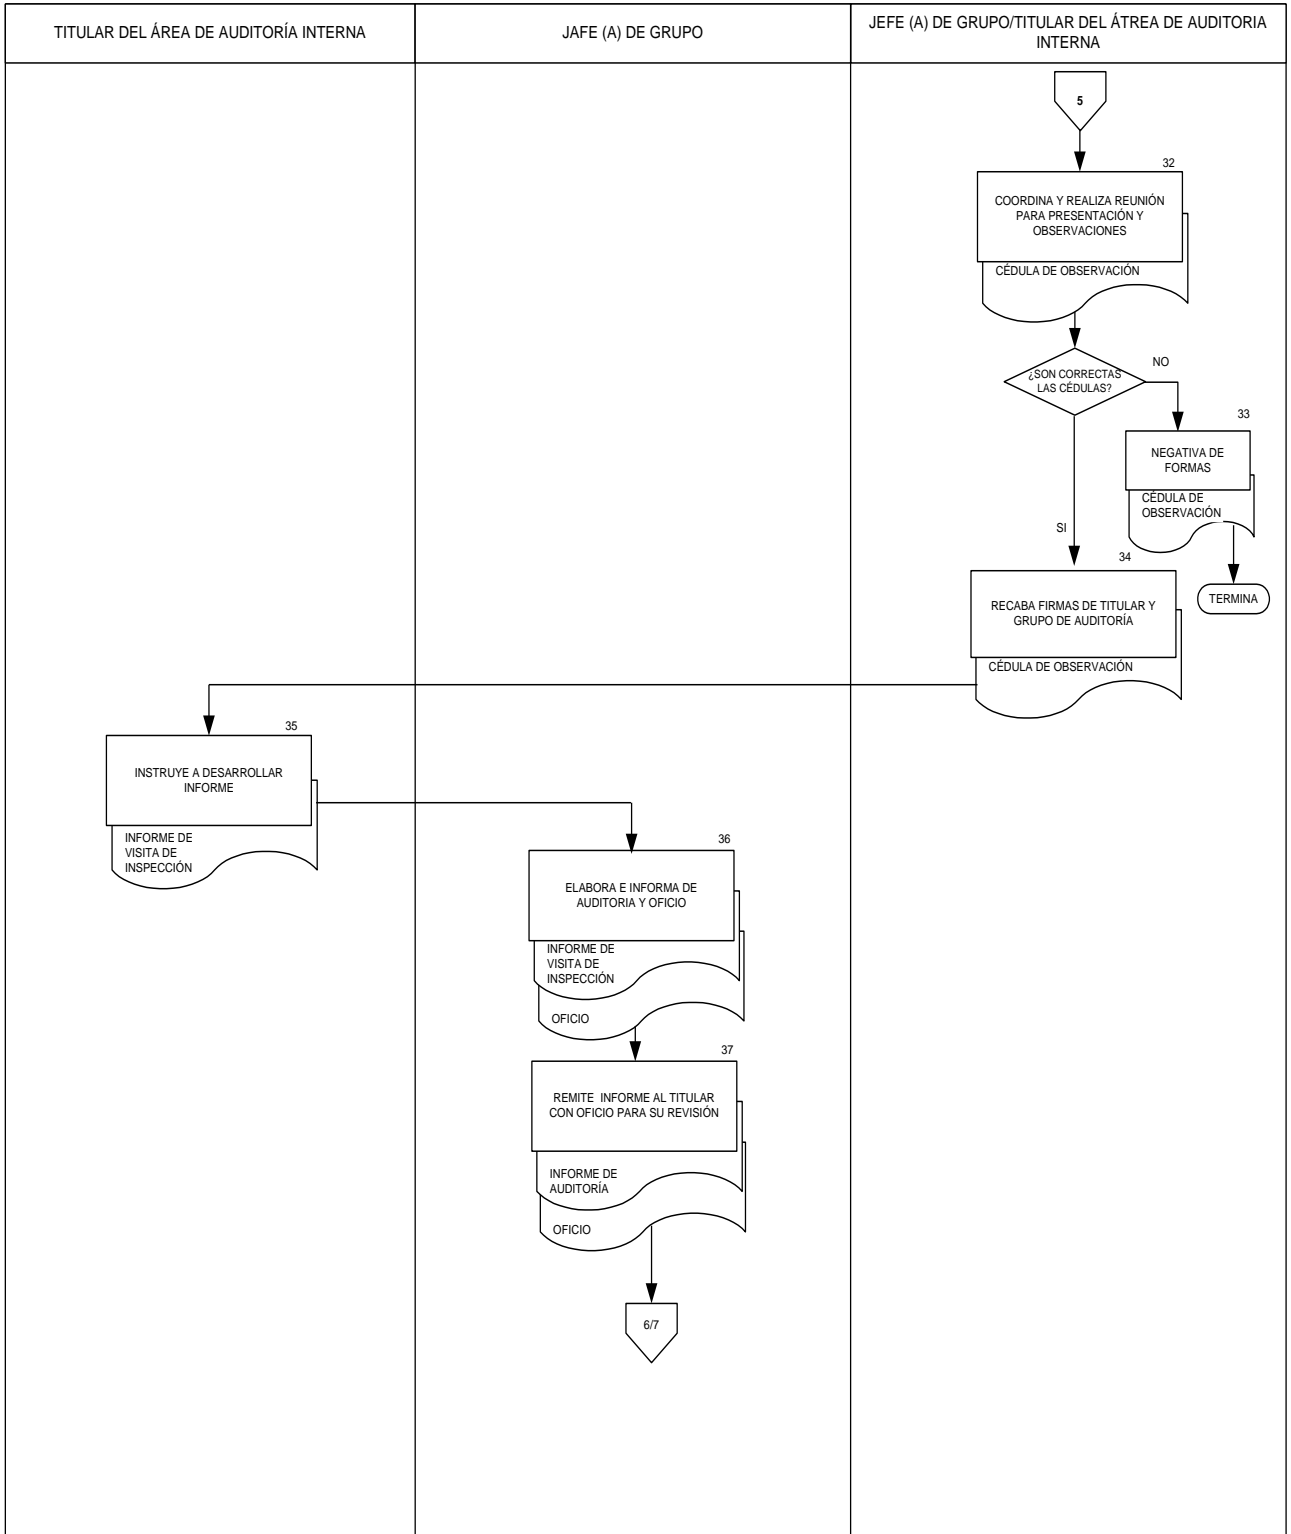 TITULAR DEL ÁREA DE AUDITORÍA INTERNA
JAFE (A) DE GRUPO
JEFE (A) DE GRUPO/TITULAR DEL ÁTREA DE AUDITORIA
INTERNA
5
32
COORDINA Y REALIZA REUNIÓN
PARA PRESENTACIÓN Y
OBSERVACIONES
CÉDULA DE OBSERVACIÓN
¿SON CORRECTAS
LAS CÉDULAS?
NO
33
NEGATIVA DE
FORMAS
CÉDULA DE
OBSERVACIÓN
TERMINA
SI
34
RECABA FIRMAS DE TITULAR Y
GRUPO DE AUDITORÍA
CÉDULA DE OBSERVACIÓN
35
INSTRUYE A DESARROLLAR
INFORME
INFORME DE
VISITA DE
INSPECCIÓN
36
ELABORA E INFORMA DE
AUDITORIA Y OFICIO
INFORME DE
VISITA DE
INSPECCIÓN
OFICIO
37
REMITE INFORME AL TITULAR
CON OFICIO PARA SU REVISIÓN
INFORME DE
AUDITORÍA
OFICIO
6/7